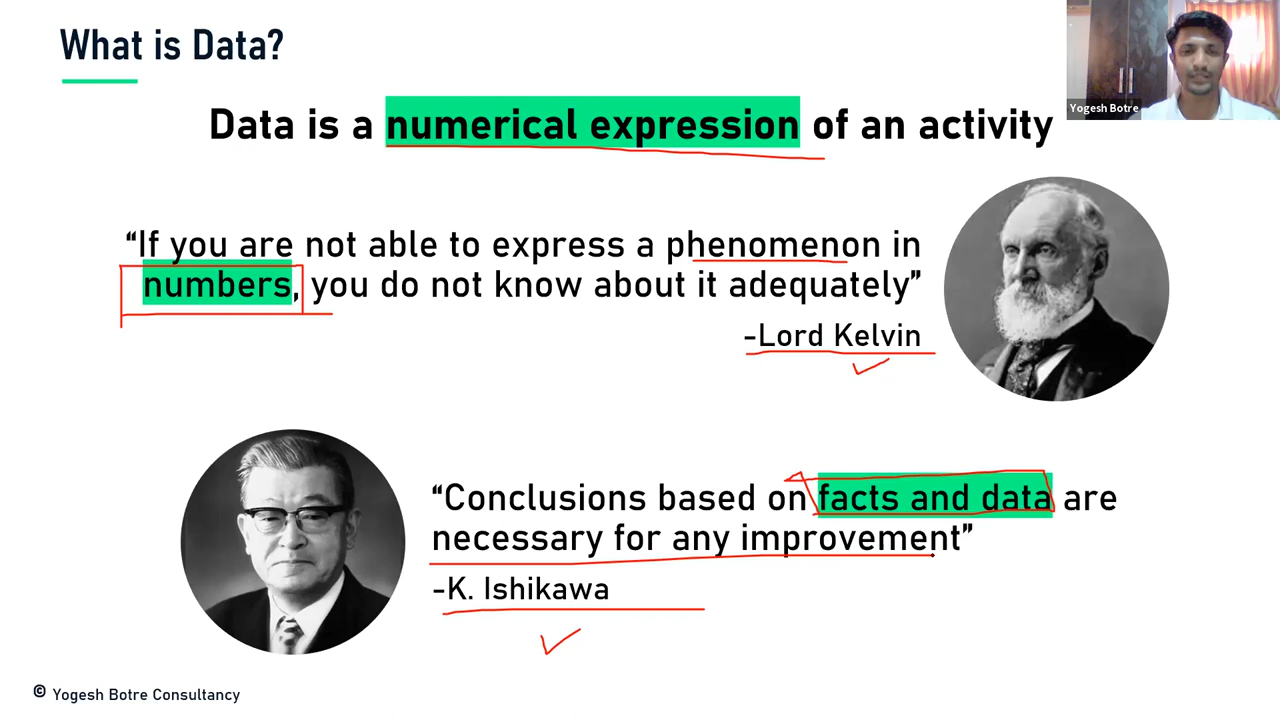 What is Data?
Yogesh Botre
Data is a numerical expression of an activity
“If you are not able to express a phenomenon in
numbers, you do not know about it adequately”
-Lord Kelvin
“Conclusions based on facts and data are
necessary for any improvement”
-K. Ishikawa
© Yogesh Botre Consultancy